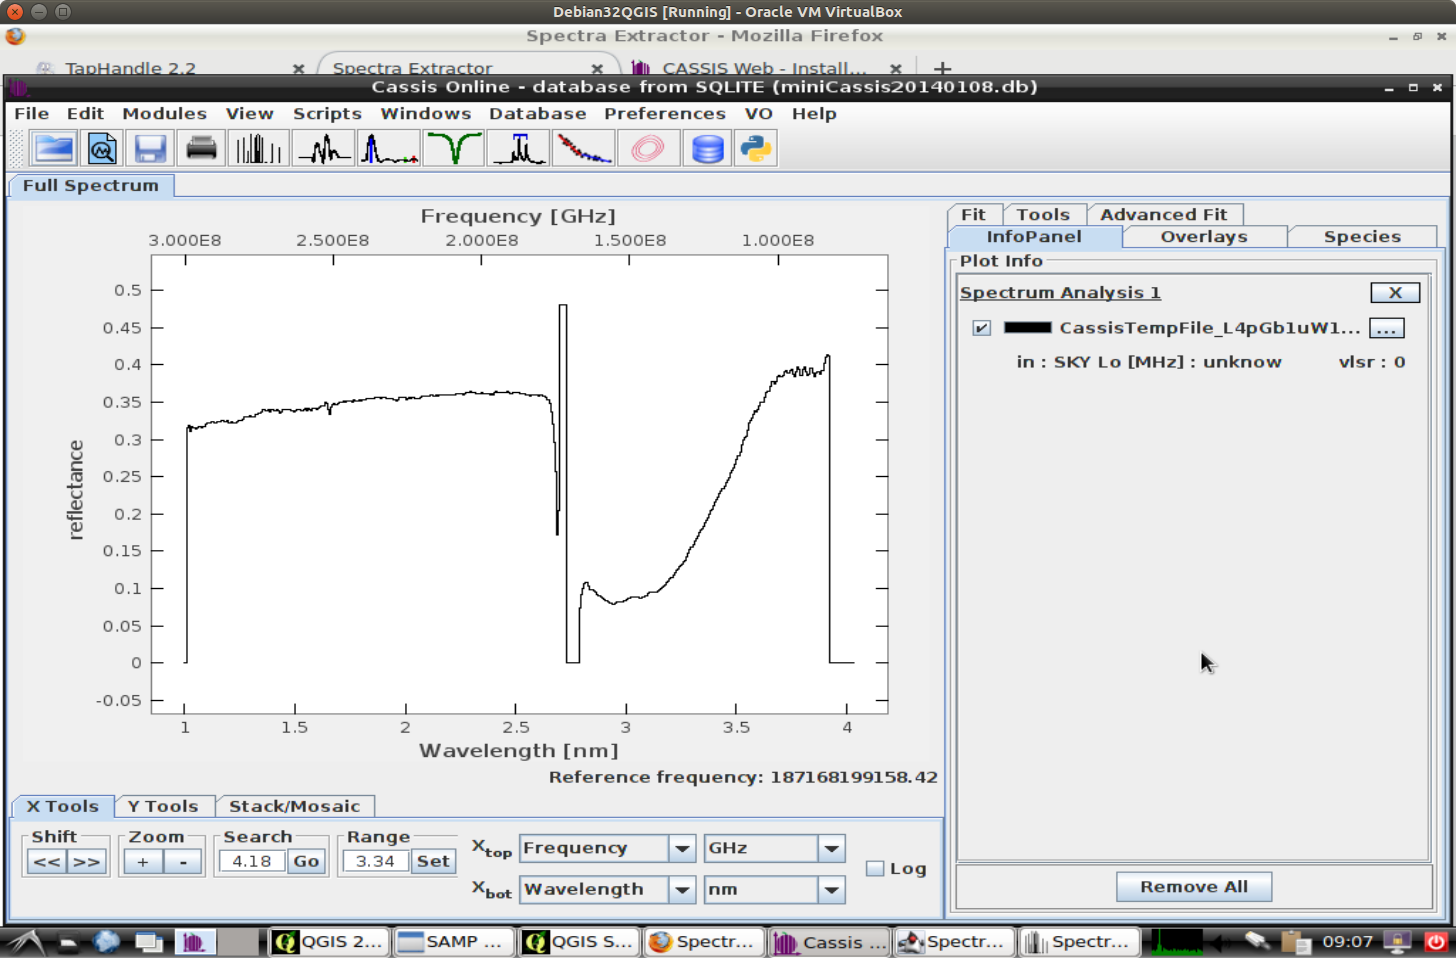 Debian32QGIS [Running] - Oracle VM VirtualBox
Spectra Extractor - Mozilla Firefox
TapHandle 2.2
Spectra Extractor
CASSIS Web - Install...
Cassis Online - database from SQLITE (miniCassis20140108.db)
File Edit Modules View Scripts Windows Database Preferences VO Help
Full Spectrum
Frequency [GHz]
3.000E8 2.500E8 2.000E8 1.500E8 1.000E8
0.5
0.45
0.4
0.35
0.3
0.25
0.2
0.15
0.1
0.05
0
-0.05
reflectance
1 1.5 2 2.5 3 3.5 4
Wavelength [nm]
Reference frequency: 187168199158.42
Fit Tools Advanced Fit
InfoPanel Overlays Species
Plot Info
Spectrum Analysis 1 X
CassisTempFile_L4pGb1uW1... ...
in : SKY Lo [MHz] : unknow vlsr : 0
Remove All
X Tools Y Tools Stack/Mosaic
Shift Zoom Search Range
<< >> + - 4.18 Go 3.34 Set
Xtop Frequency GHz
Xbot Wavelength nm
Log
QGIS 2... SAMP ... QGIS S... Spectr... Cassis ... Spectr... Spectr... 09:07